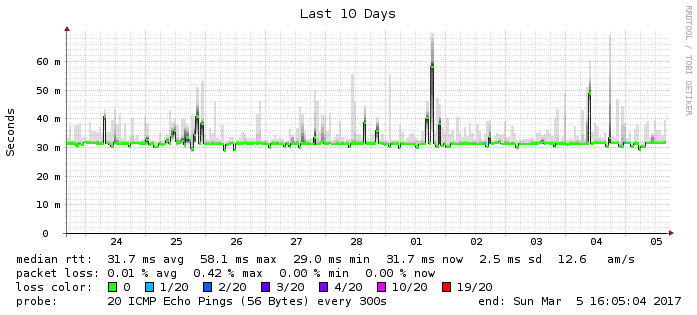 Last 10 Days
RRDTOOL / TOBI OETIKER
Seconds
60 m
50 m
40 m
30 m
20 m
10 m
0
24 25 26 27 28 01 02 03 04 05
median rtt: 31.7 ms avg 58.1 ms max 29.0 ms min 31.7 ms now 2.5 ms sd 12.6 am/s
packet loss: 0.01 % avg 0.42 % max 0.00 % min 0.00 % now
loss color: 0 1/20 2/20 3/20 4/20 10/20 19/20
probe: 20 ICMP Echo Pings (56 Bytes) every 300s end: Sun Mar 5 16:05:04 2017